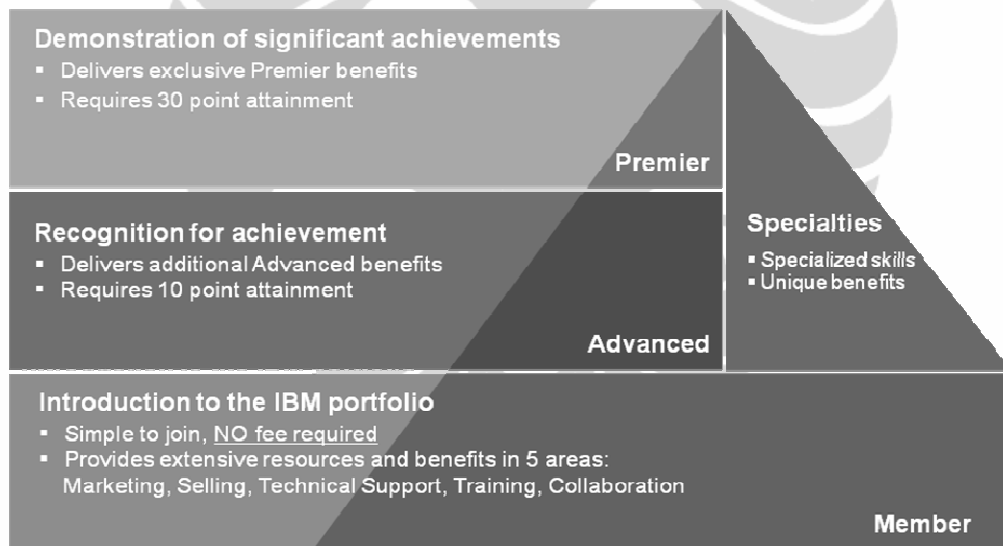 Demonstration of significant achievements
▪ Delivers exclusive Premier benefits
▪ Requires 30 point attainment
Premier
Recognition for achievement
▪ Delivers additional Advanced benefits
▪ Requires 10 point attainment
Advanced
Specialties
▪ Specialized skills
▪ Unique benefits
Introduction to the IBM portfolio
▪ Simple to join, NO fee required
▪ Provides extensive resources and benefits in 5 areas:
Marketing, Selling, Technical Support, Training, Collaboration
Member